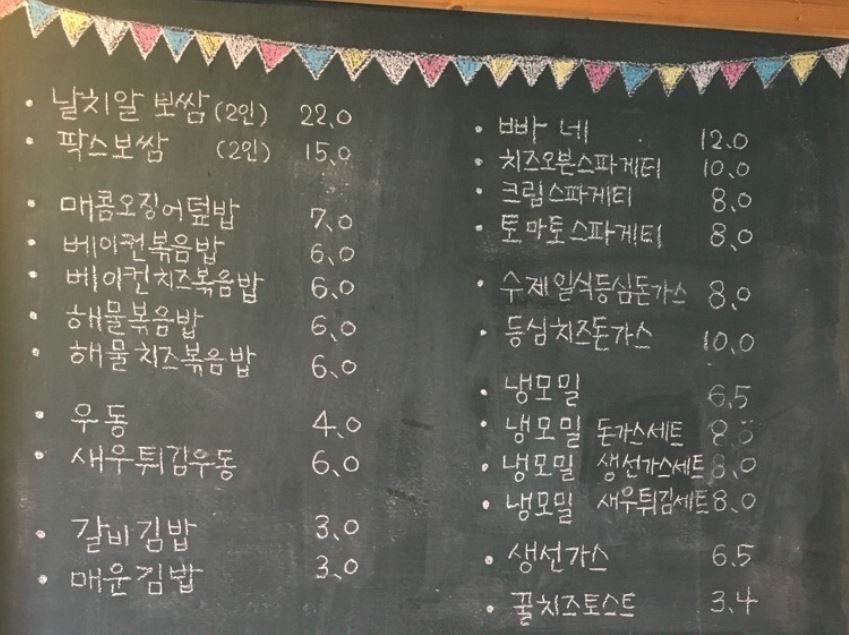 · 날치알 보쌈 (2인) 22.0
· 팍스보쌈 (2인) 15.0
· 매콤오징어덮밥 7.0
· 베이컨볶음밥 6.0
· 베이컨치즈볶음밥 6.0
· 해물볶음밥 6.0
· 해물치즈볶음밥 6.0
· 우동 4.0
· 새우튀김우동 6.0
· 갈비김밥 3.0
· 매운김밥 3.0
· 빠네 12.0
· 치즈오븐스파게티 10.0
· 크림스파게티 8.0
· 토마토스파게티 8.0
· 수제일식등심돈가스 8.0
· 등심치즈돈가스 10.0
· 냉모밀 6.5
· 냉모밀 돈가스세트
· 냉모밀 생선가스세트 8.0
· 냉모밀 새우튀김세트 8.0
· 생선가스 6.5
· 꿀치즈토스트 3.4